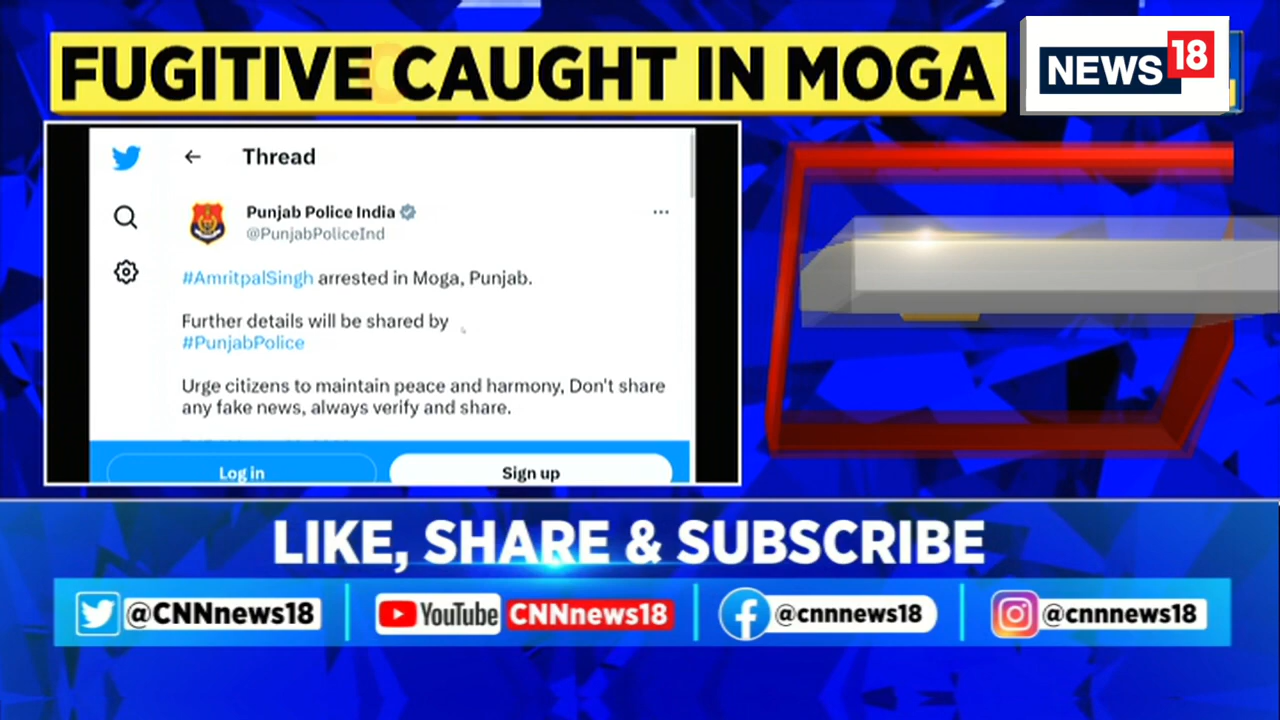 FUGITIVE CAUGHT IN MOGA
NEWS 18
Thread
Punjab Police India
@PunjabPoliceInd
#AmritpalSingh arrested in Moga, Punjab.
Further details will be shared by
#PunjabPolice
Urge citizens to maintain peace and harmony, Don't share
any fake news, always verify and share.
Log in
Sign up
LIKE, SHARE & SUBSCRIBE
@CNNnews18
YouTube CNNnews18
@cnnnews18
@cnnnews18